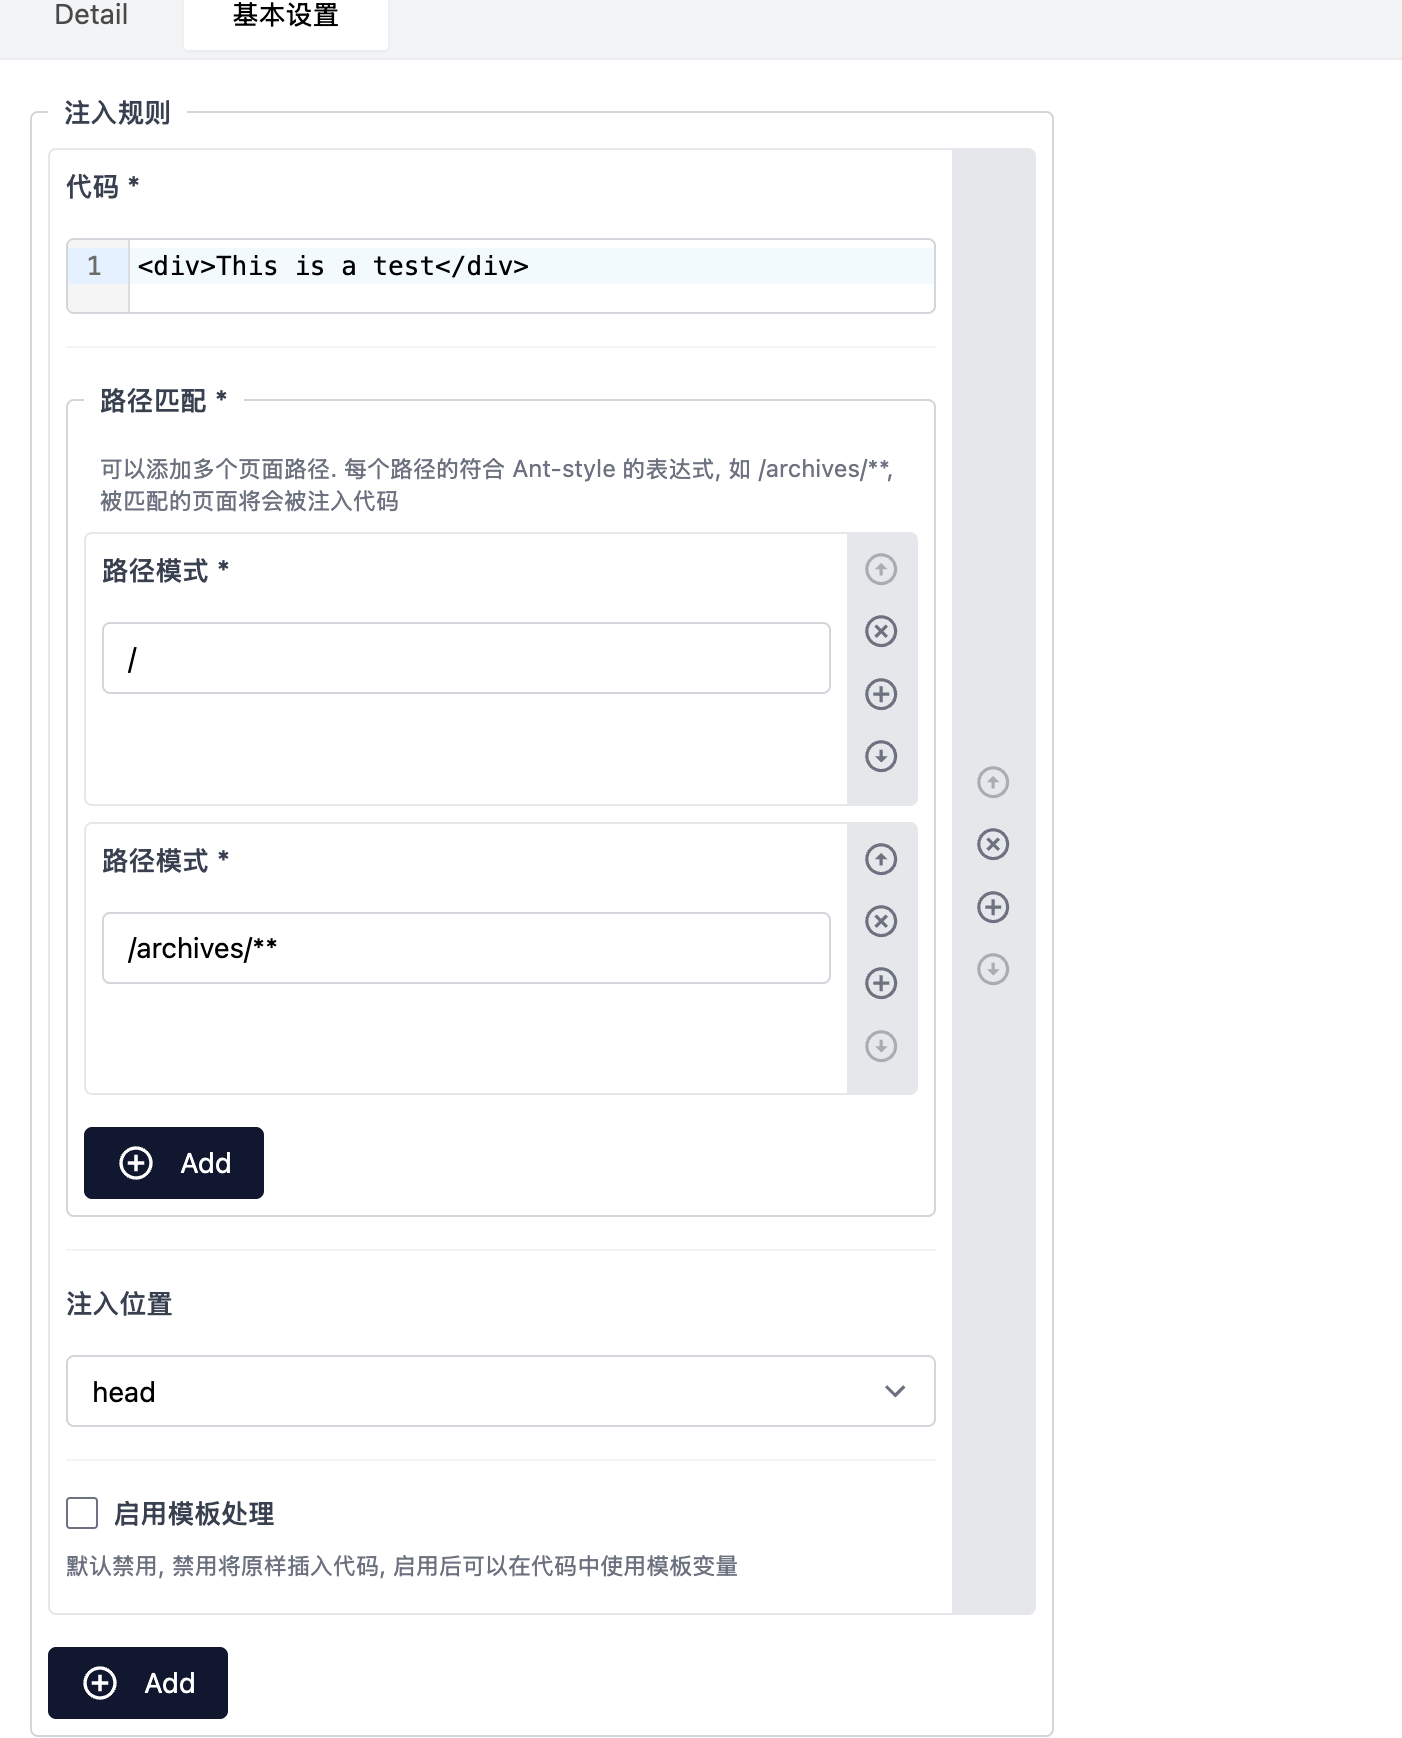 Detail
基本设置
注入规则
代码 *
1
<div>This is a test</div>
路径匹配 *
可以添加多个页面路径. 每个路径的符合 Ant-style 的表达式, 如 /archives/**,
被匹配的页面将会被注入代码
路径模式 *
/
路径模式 *
/archives/**
Add
注入位置
head
启用模板处理
默认禁用, 禁用将原样插入代码, 启用后可以在代码中使用模板变量
Add